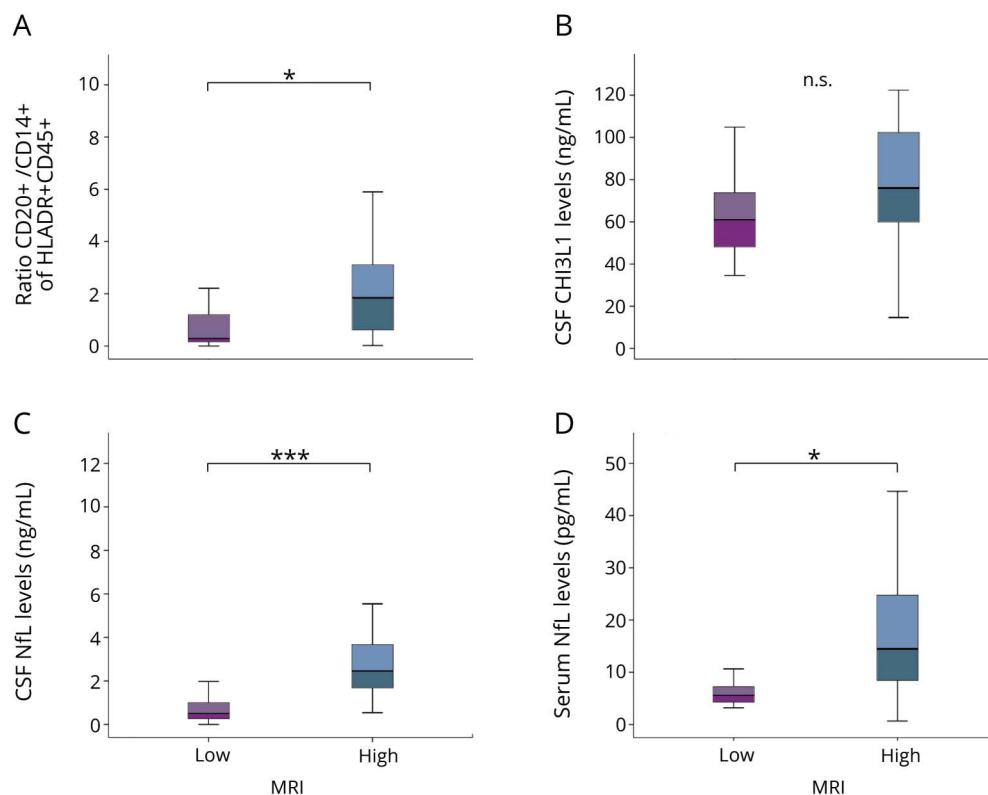 A
Ratio CD20+ /CD14+
of HLADR+CD45+
10
8
6
4
2
0
*
B
CSF CHI3L1 levels (ng/mL)
120
100
80
60
40
20
0
n.s.
C
CSF NfL levels (ng/mL)
12
10
8
6
4
2
0
***
Low
High
MRI
D
Serum NfL levels (pg/mL)
50
40
30
20
10
0
*
Low
High
MRI